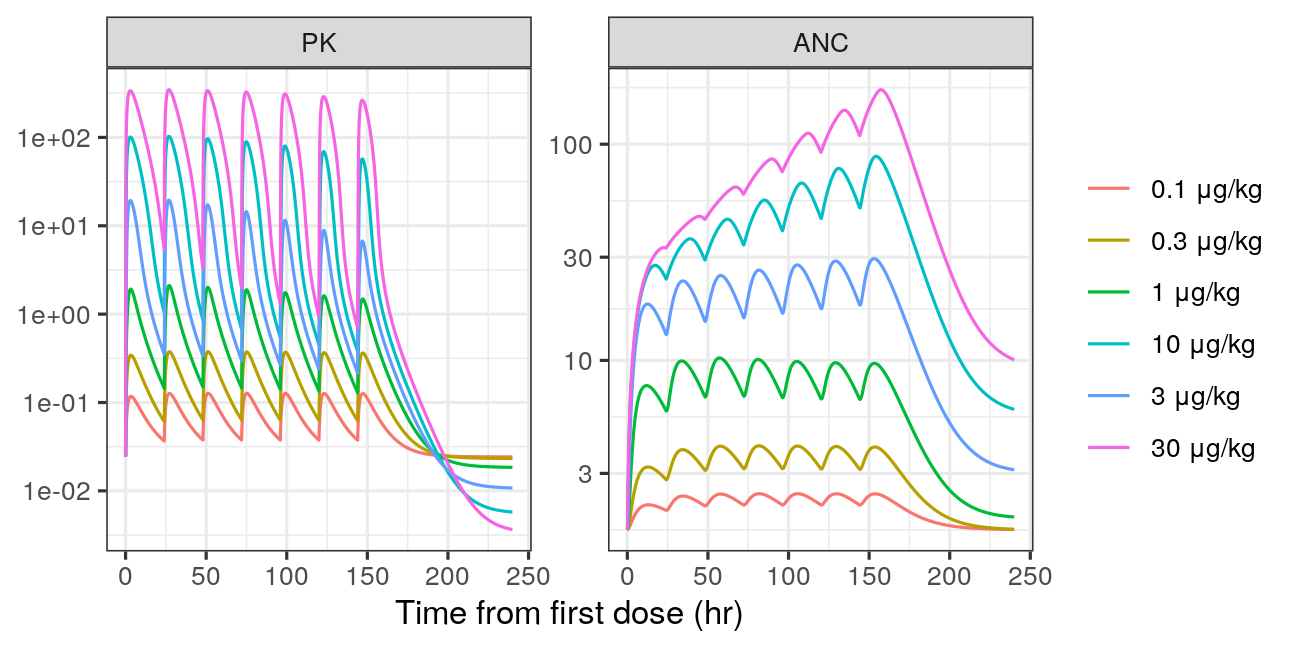 PK
ANC
1e+02
1e+01
1e+00
1e-01
1e-02
100
30
10
3
0 50 100 150 200 250
0 50 100 150 200 250
Time from first dose (hr)
0.1 µg/kg
0.3 µg/kg
1 µg/kg
10 µg/kg
3 µg/kg
30 µg/kg